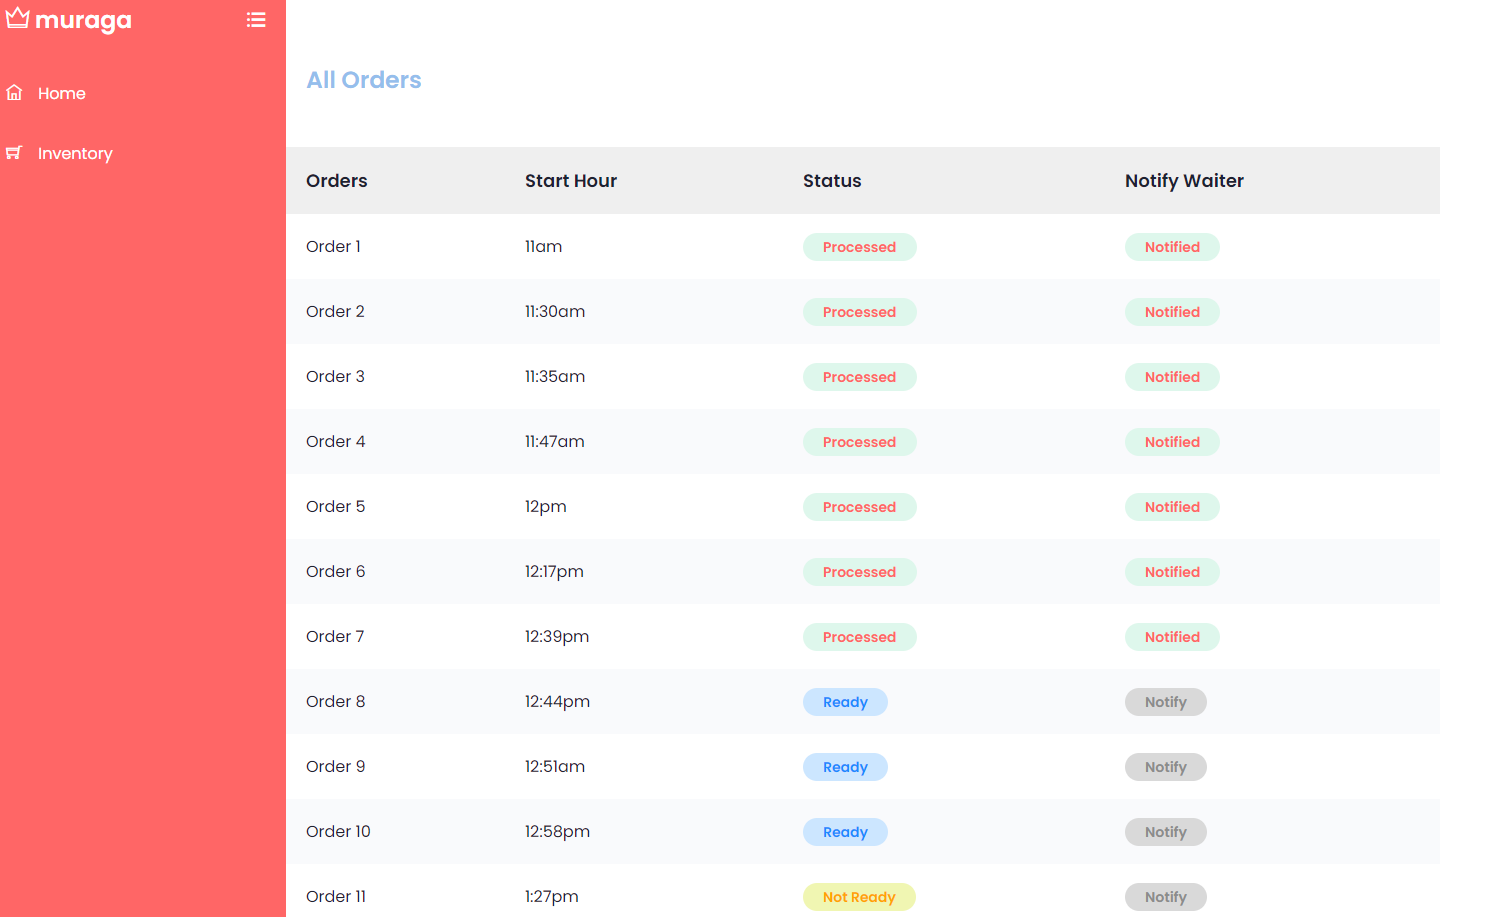 muraga
Home
Inventory
All Orders
Orders Start Hour Status Notify Waiter
Order 1 11am Processed Notified
Order 2 11:30am Processed Notified
Order 3 11:35am Processed Notified
Order 4 11:47am Processed Notified
Order 5 12pm Processed Notified
Order 6 12:17pm Processed Notified
Order 7 12:39pm Processed Notified
Order 8 12:44pm Ready Notify
Order 9 12:51am Ready Notify
Order 10 12:58pm Ready Notify
Order 11 1:27pm Not Ready Notify